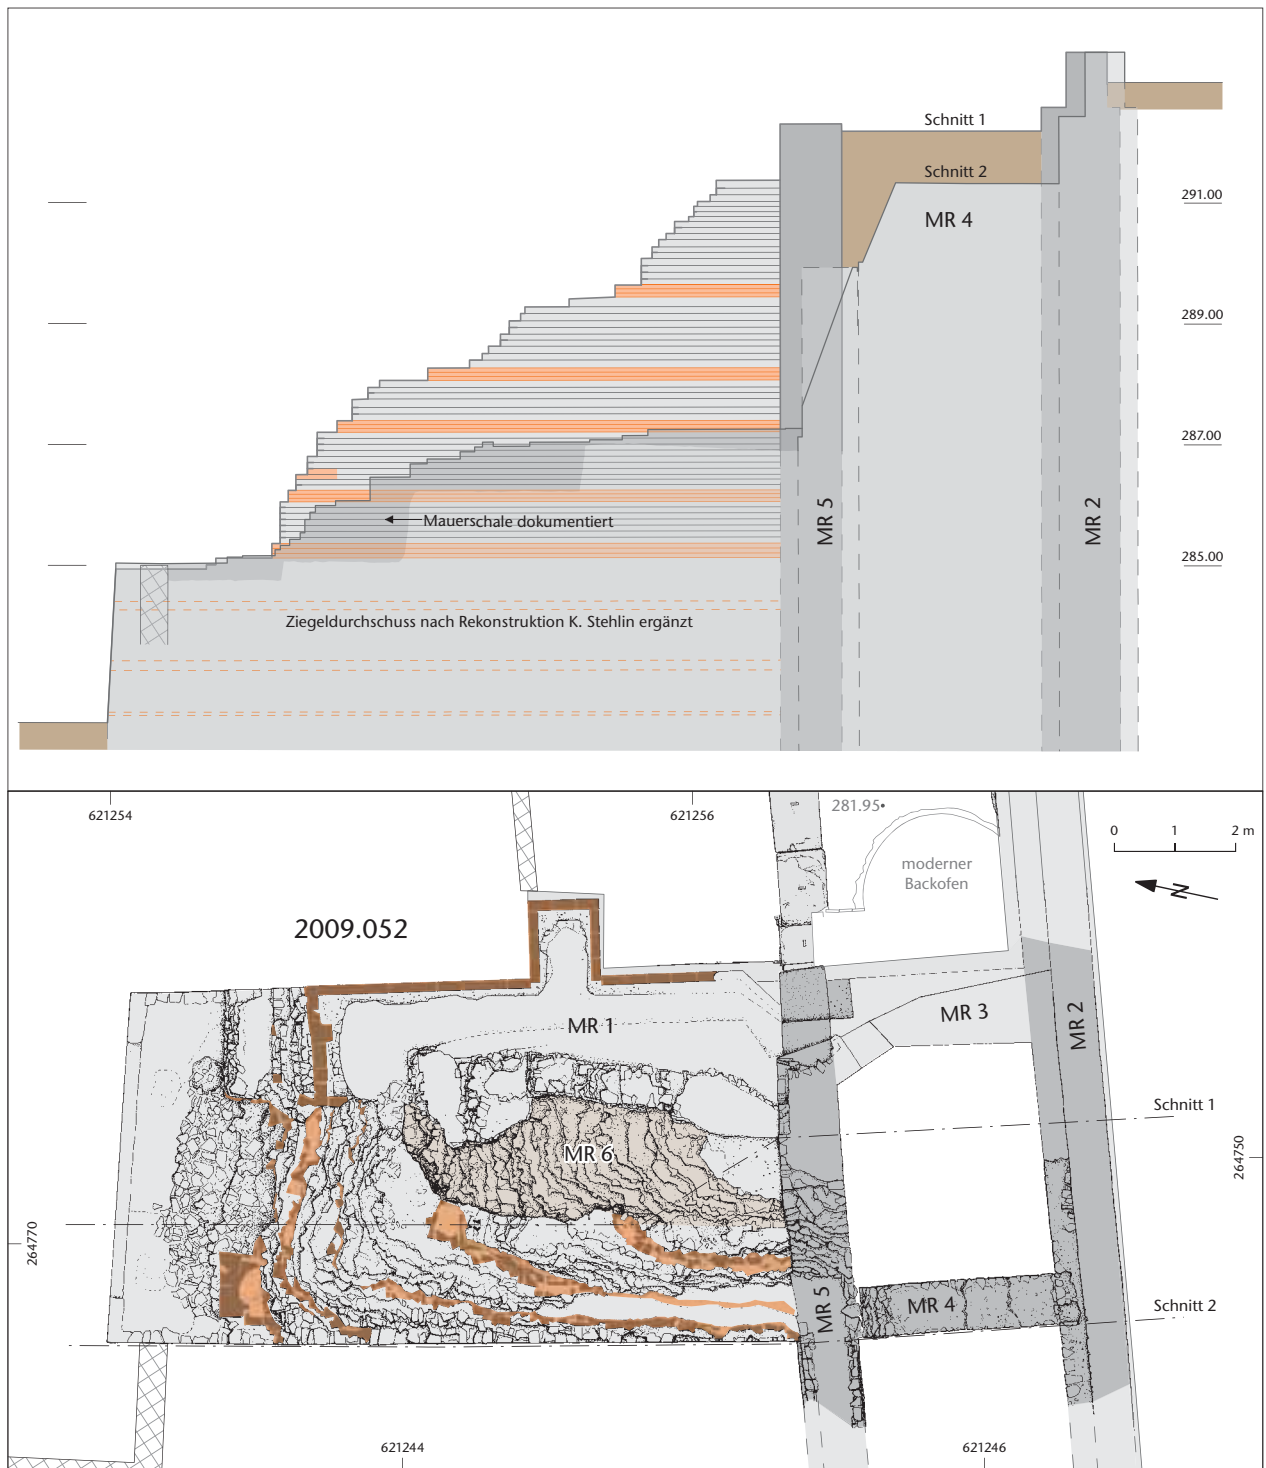 Schnitt 1
Schnitt 2
291.00
MR 4
289.00
287.00
MR 5
MR 2
Mauerschale dokumentiert
285.00
Ziegeldurchschuss nach Rekonstruktion K. Stehlin ergänzt
621254
621256
281.95
0 1 2 m
moderner
Backofen
N
2009.052
MR 1
MR 3
MR 2
Schnitt 1
MR 6
264750
264770
MR 5
MR 4
Schnitt 2
621244
621246